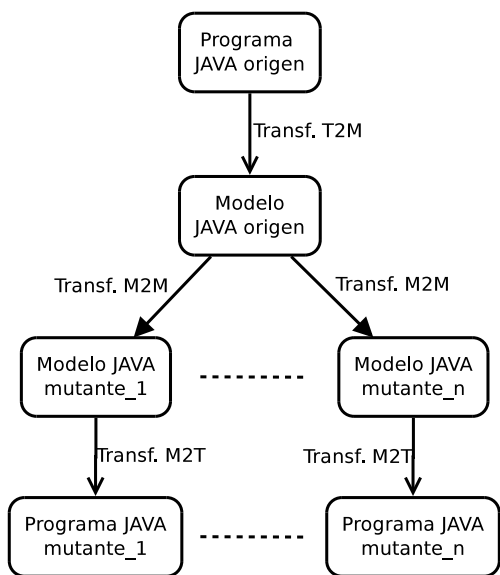 Programa
JAVA origen
Transf. T2M
Modelo
JAVA origen
Transf. M2M
Transf. M2M
Modelo JAVA
mutante_1
Modelo JAVA
mutante_n
Transf. M2T
Transf. M2T
Programa JAVA
mutante_1
Programa JAVA
mutante_n